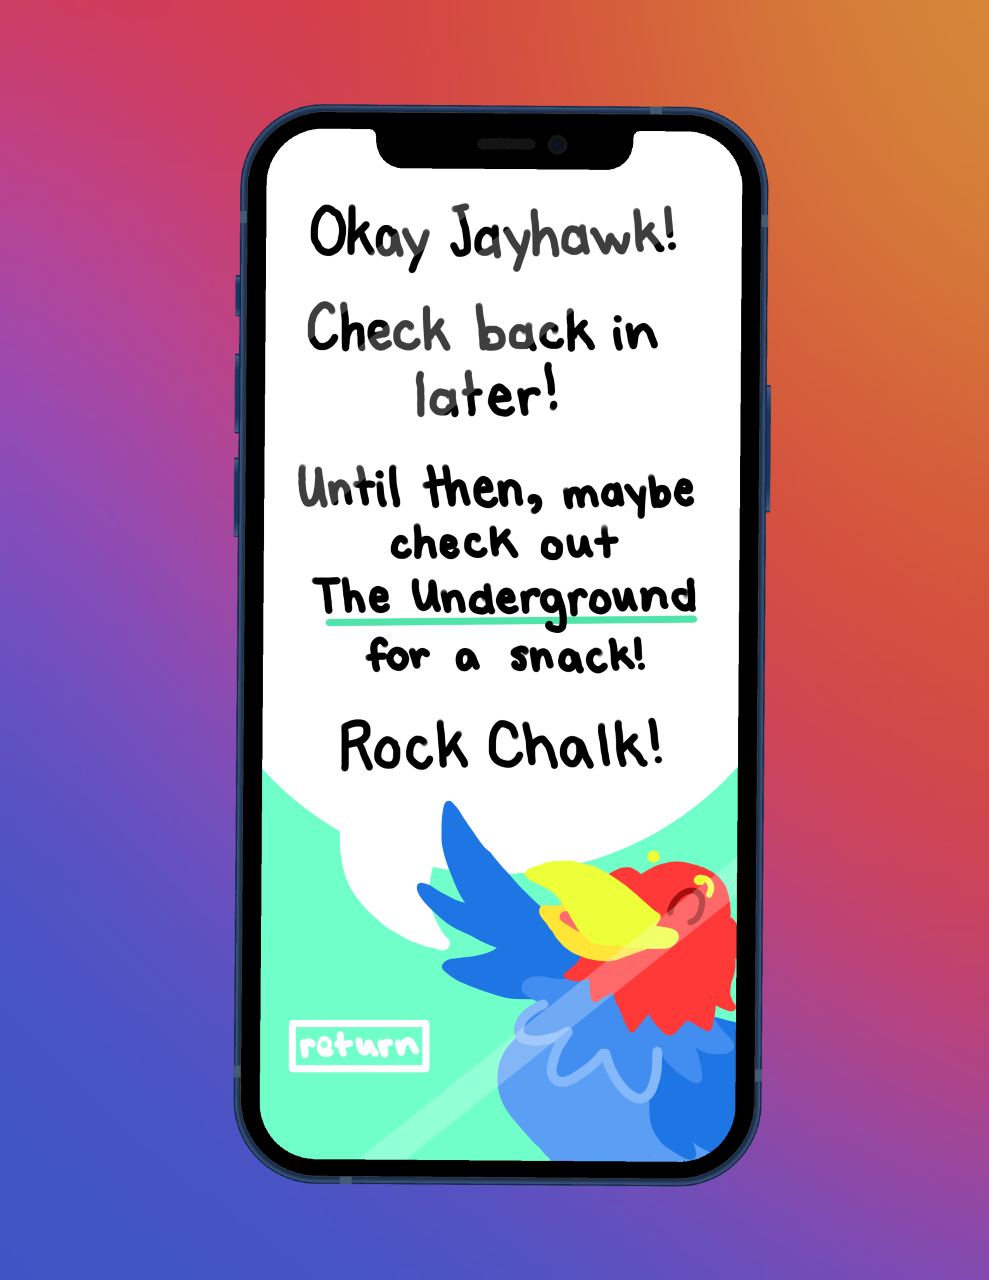 Okay Jayhawk!
Check back in
later!
Until then, maybe
check out
The Underground
for a snack!
Rock Chalk!
return